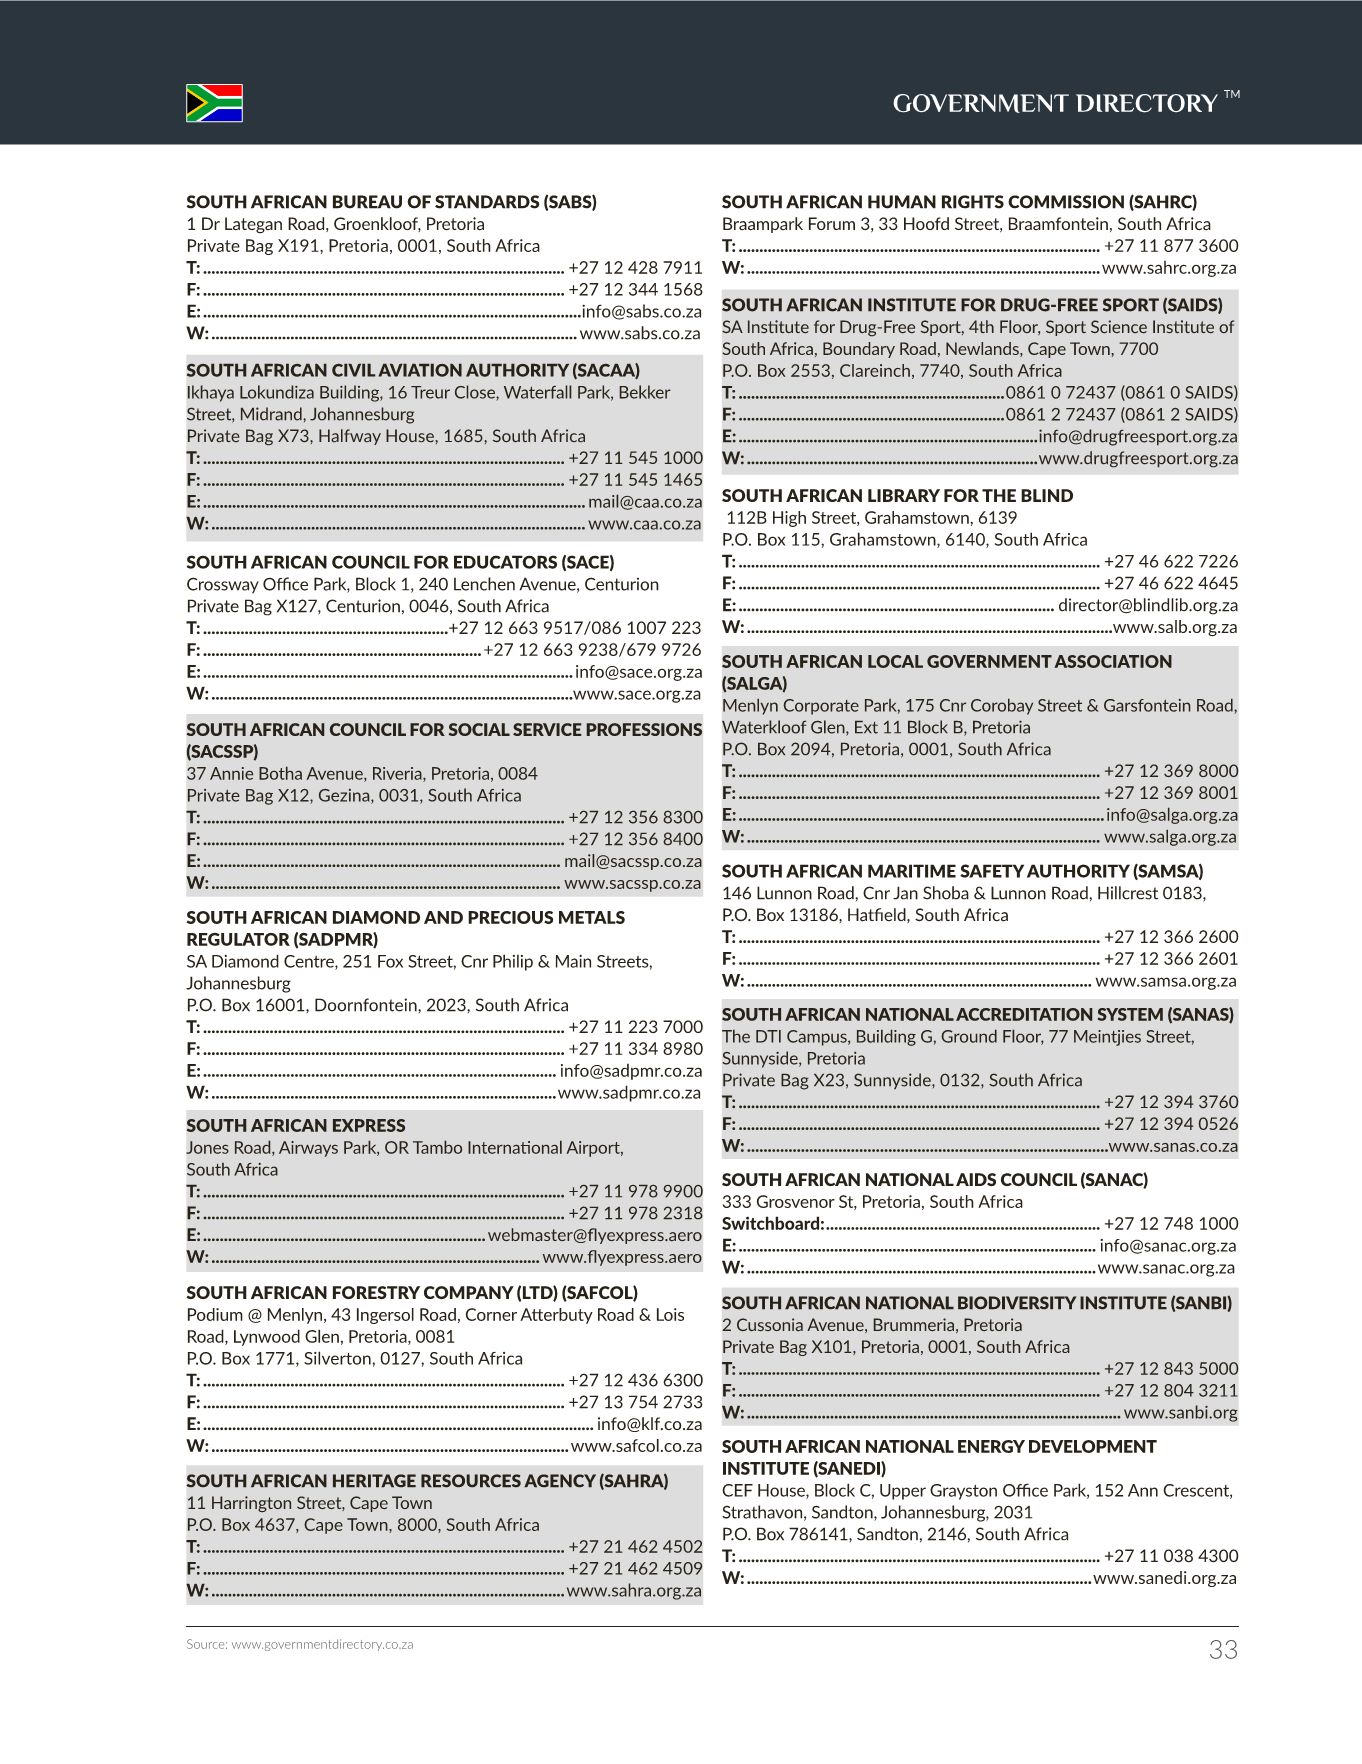 GOVERNMENT DIRECTORY ™
SOUTH AFRICAN BUREAU OF STANDARDS (SABS)
1 Dr Lategan Road, Groenkloof, Pretoria
Private Bag X191, Pretoria, 0001, South Africa
T: +27 12 428 7911
F: +27 12 344 1568
E: info@sabs.co.za
W: www.sabs.co.za
SOUTH AFRICAN CIVIL AVIATION AUTHORITY (SACAA)
Ikhaya Lokundiza Building, 16 Treur Close, Waterfall Park, Bekker
Street, Midrand, Johannesburg
Private Bag X73, Halfway House, 1685, South Africa
T: +27 11 545 1000
F: +27 11 545 1465
E: mail@caa.co.za
W: www.caa.co.za
SOUTH AFRICAN COUNCIL FOR EDUCATORS (SACE)
Crossway Office Park, Block 1, 240 Lenchen Avenue, Centurion
Private Bag X127, Centurion, 0046, South Africa
T: +27 12 663 9517/086 1007 223
F: +27 12 663 9238/679 9726
E: info@sace.org.za
W: www.sace.org.za
SOUTH AFRICAN COUNCIL FOR SOCIAL SERVICE PROFESSIONS
(SACSSP)
37 Annie Botha Avenue, Riveria, Pretoria, 0084
Private Bag X12, Gezina, 0031, South Africa
T: +27 12 356 8300
F: +27 12 356 8400
E: mail@sacssp.co.za
W: www.sacssp.co.za
SOUTH AFRICAN DIAMOND AND PRECIOUS METALS
REGULATOR (SADPMR)
SA Diamond Centre, 251 Fox Street, Cnr Philip & Main Streets,
Johannesburg
P.O. Box 16001, Doornfontein, 2023, South Africa
T: +27 11 223 7000
F: +27 11 334 8980
E: info@sadpmr.co.za
W: www.sadpmr.co.za
SOUTH AFRICAN EXPRESS
Jones Road, Airways Park, OR Tambo International Airport,
South Africa
T: +27 11 978 9900
F: +27 11 978 2318
E: webmaster@flyexpress.aero
W: www.flyexpress.aero
SOUTH AFRICAN FORESTRY COMPANY (LTD) (SAFCOL)
Podium @ Menlyn, 43 Ingersol Road, Corner Atterbuty Road & Lois
Road, Lynwood Glen, Pretoria, 0081
P.O. Box 1771, Silverton, 0127, South Africa
T: +27 12 436 6300
F: +27 13 754 2733
E: info@klf.co.za
W: www.safcol.co.za
SOUTH AFRICAN HERITAGE RESOURCES AGENCY (SAHRA)
11 Harrington Street, Cape Town
P.O. Box 4637, Cape Town, 8000, South Africa
T: +27 21 462 4502
F: +27 21 462 4509
W: www.sahra.org.za
SOUTH AFRICAN HUMAN RIGHTS COMMISSION (SAHRC)
Braampark Forum 3, 33 Hoofd Street, Braamfontein, South Africa
T: +27 11 877 3600
W: www.sahrc.org.za
SOUTH AFRICAN INSTITUTE FOR DRUG-FREE SPORT (SAIDS)
SA Institute for Drug-Free Sport, 4th Floor, Sport Science Institute of
South Africa, Boundary Road, Newlands, Cape Town, 7700
P.O. Box 2553, Clareinch, 7740, South Africa
T: 0861 0 72437 (0861 0 SAIDS)
F: 0861 2 72437 (0861 2 SAIDS)
E: info@drugfreesport.org.za
W: www.drugfreesport.org.za
SOUTH AFRICAN LIBRARY FOR THE BLIND
112B High Street, Grahamstown, 6139
P.O. Box 115, Grahamstown, 6140, South Africa
T: +27 46 622 7226
F: +27 46 622 4645
E: director@blindlib.org.za
W: www.salb.org.za
SOUTH AFRICAN LOCAL GOVERNMENT ASSOCIATION
(SALGA)
Menlyn Corporate Park, 175 Cnr Corobay Street & Garsfontein Road,
Waterkloof Glen, Ext 11 Block B, Pretoria
P.O. Box 2094, Pretoria, 0001, South Africa
T: +27 12 369 8000
F: +27 12 369 8001
E: info@salga.org.za
W: www.salga.org.za
SOUTH AFRICAN MARITIME SAFETY AUTHORITY (SAMSA)
146 Lunnon Road, Cnr Jan Shoba & Lunnon Road, Hillcrest 0183,
P.O. Box 13186, Hatfield, South Africa
T: +27 12 366 2600
F: +27 12 366 2601
W: www.samsa.org.za
SOUTH AFRICAN NATIONAL ACCREDITATION SYSTEM (SANAS)
The DTI Campus, Building G, Ground Floor, 77 Meintjies Street,
Sunnyside, Pretoria
Private Bag X23, Sunnyside, 0132, South Africa
T: +27 12 394 3760
F: +27 12 394 0526
W: www.sanas.co.za
SOUTH AFRICAN NATIONAL AIDS COUNCIL (SANAC)
333 Grosvenor St, Pretoria, South Africa
Switchboard: +27 12 748 1000
E: info@sanac.org.za
W: www.sanac.org.za
SOUTH AFRICAN NATIONAL BIODIVERSITY INSTITUTE (SANBI)
2 Cussonia Avenue, Brummeria, Pretoria
Private Bag X101, Pretoria, 0001, South Africa
T: +27 12 843 5000
F: +27 12 804 3211
W: www.sanbi.org
SOUTH AFRICAN NATIONAL ENERGY DEVELOPMENT
INSTITUTE (SANEDI)
CEF House, Block C, Upper Grayston Office Park, 152 Ann Crescent,
Strathavon, Sandton, Johannesburg, 2031
P.O. Box 786141, Sandton, 2146, South Africa
T: +27 11 038 4300
W: www.sanedi.org.za
Source: www.governmentdirectory.co.za
33